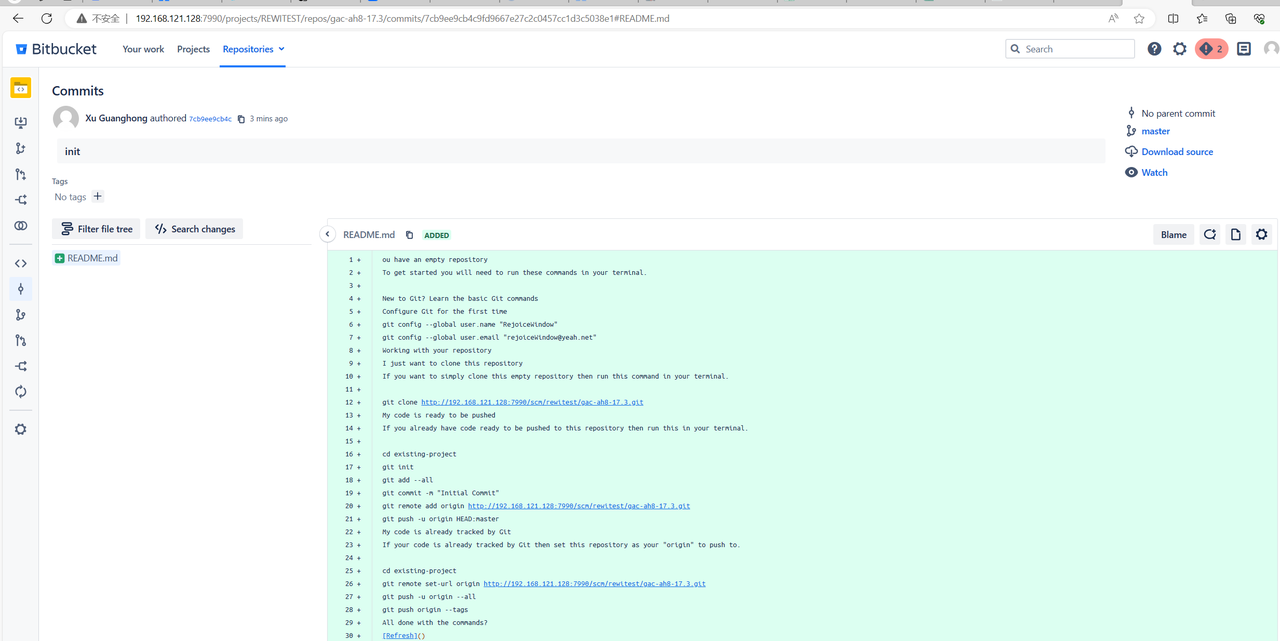 不安全
192.168.121.128:7990/projects/REWITEST/repos/gac-ah8-17.3/commits/7cb9ee9cb4c9fd9667e27c2c0457cc1d3c5038e1#README.md
Bitbucket
Your work
Projects
Repositories
Search
2
Commits
Xu Guanghong authored 7cb9ee9cb4c 3 mins ago
No parent commit
master
init
Download source
Watch
Tags
No tags +
Filter file tree
Search changes
README.md
ADDED
Blame
README.md
1 + ou have an empty repository
2 + To get started you will need to run these commands in your terminal.
3 +
4 + New to Git? Learn the basic Git commands
5 + Configure Git for the first time
6 + git config --global user.name "RejoiceWindow"
7 + git config --global user.email "rejoiceWindow@yeah.net"
8 + Working with your repository
9 + I just want to clone this repository
10 + If you want to simply clone this empty repository then run this command in your terminal.
11 +
12 + git clone http://192.168.121.128:7990/scm/rewitest/gac-ah8-17.3.git
13 + My code is ready to be pushed
14 + If you already have code ready to be pushed to this repository then run this in your terminal.
15 +
16 + cd existing-project
17 + git init
18 + git add --all
19 + git commit -m "Initial Commit"
20 + git remote add origin http://192.168.121.128:7990/scm/rewitest/gac-ah8-17.3.git
21 + git push -u origin HEAD:master
22 + My code is already tracked by Git
23 + If your code is already tracked by Git then set this repository as your "origin" to push to.
24 +
25 + cd existing-project
26 + git remote set-url origin http://192.168.121.128:7990/scm/rewitest/gac-ah8-17.3.git
27 + git push -u origin --all
28 + git push origin --tags
29 + All done with the commands?
30 + [Refresh]()